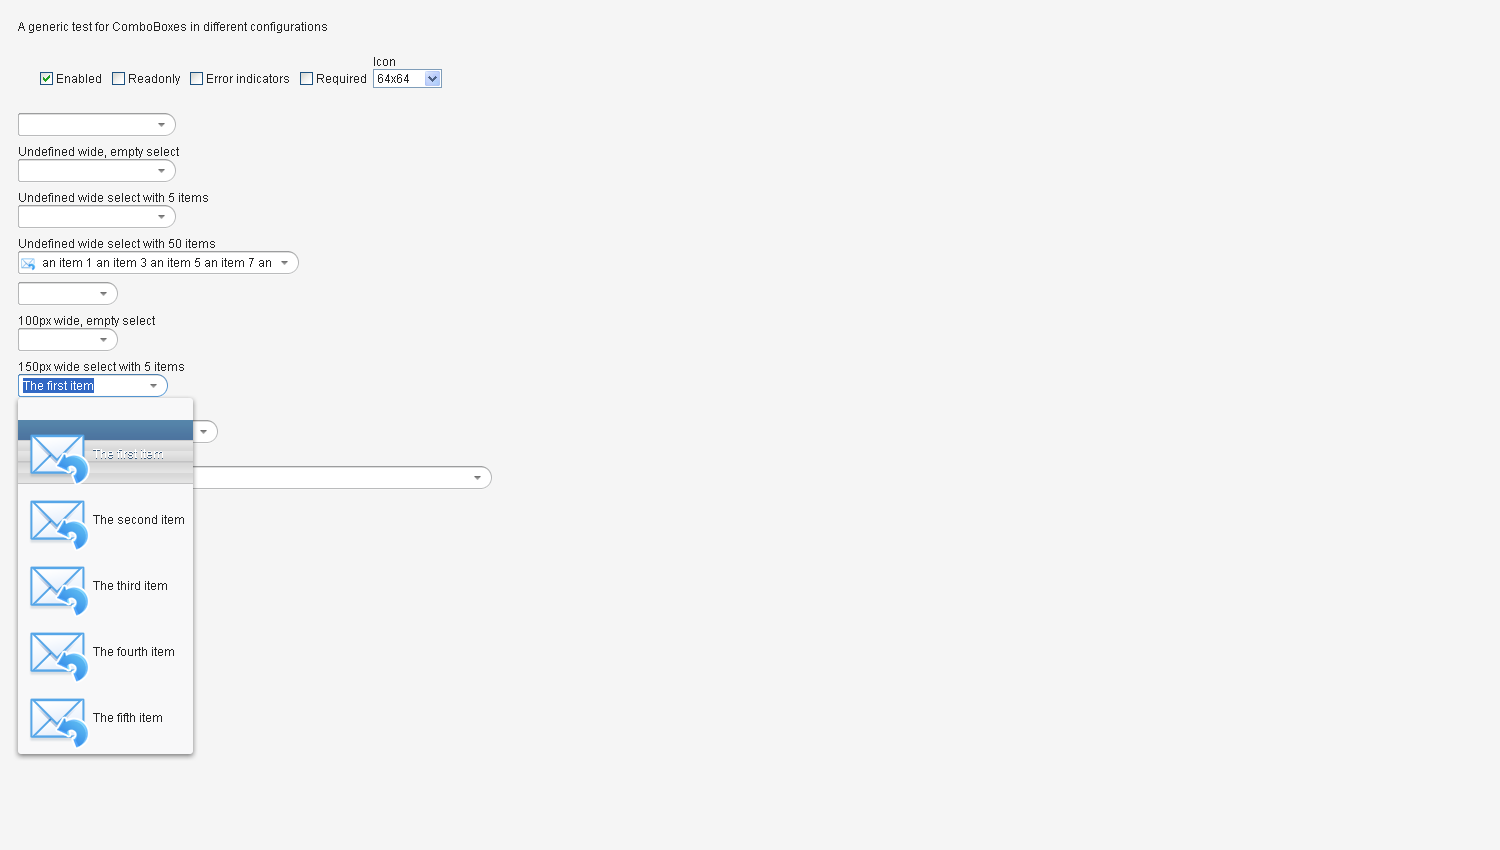 A generic test for ComboBoxes in different configurations
Icon
Enabled Readonly Error indicators Required 64x64
Undefined wide, empty select
Undefined wide select with 5 items
Undefined wide select with 50 items
an item 1 an item 3 an item 5 an item 7 an
100px wide, empty select
150px wide select with 5 items
The first item
The first item
The second item
The third item
The fourth item
The fifth item